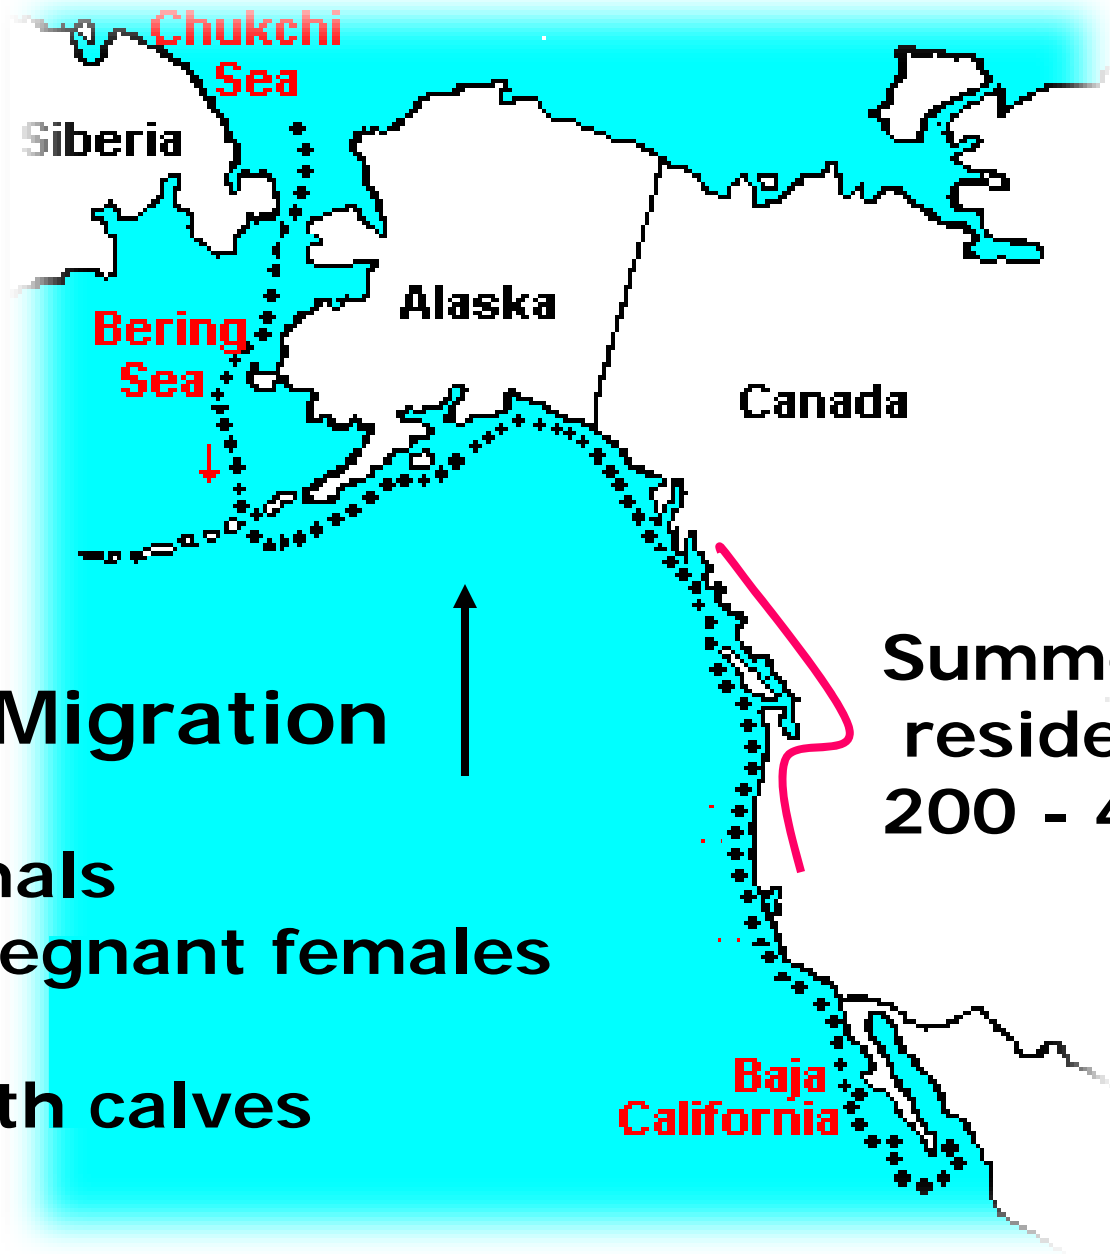 Chukchi
Sea
Siberia
Alaska
Bering
Sea
Canada
Migration
Summ
reside
200 - 4
nals
egnant females
th calves
Baja
California